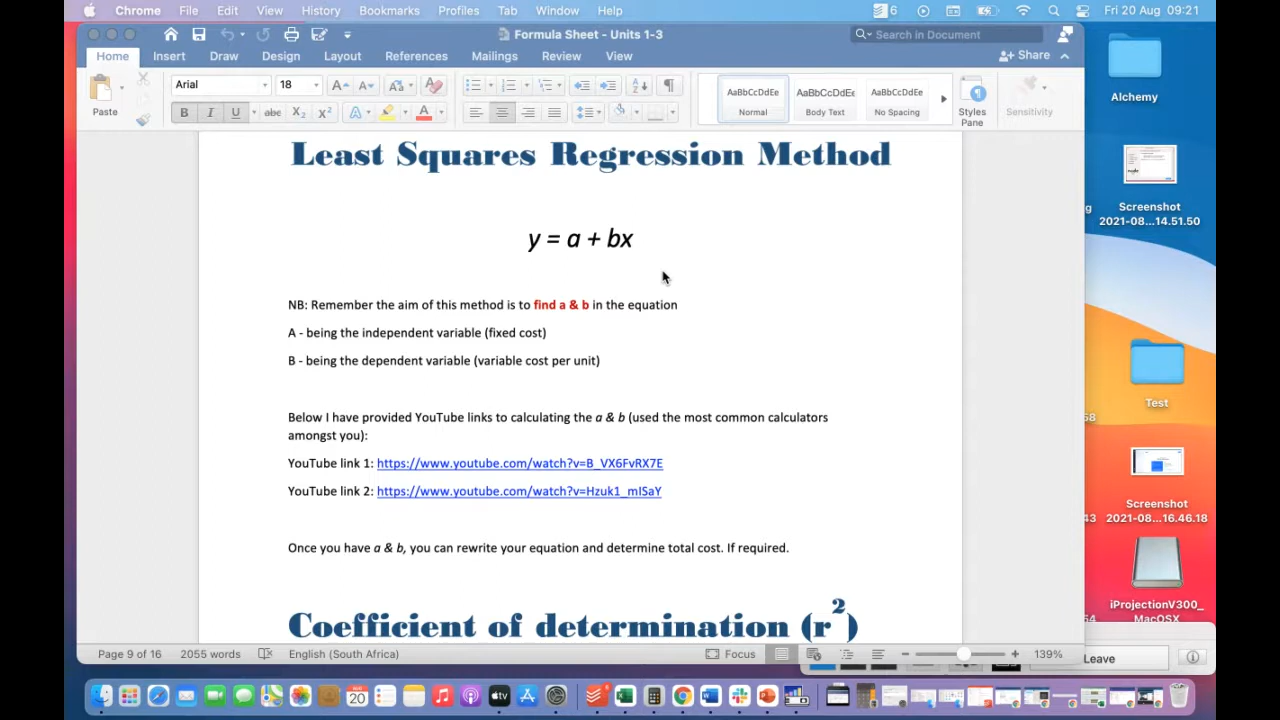 Chrome File Edit View History Bookmarks Profiles Tab Window Help 6 Fri 20 Aug 09:21
Formula Sheet - Units 1-3 Search in Document
Home Insert Draw Design Layout References Mailings Review View Share
Paste Arial 18 AaBbCcDdEe AaBbCcDdEe AaBbCcDdEe
Normal Body Text No Spacing Styles Pane Sensitivity
Least Squares Regression Method
y = a + bx
NB: Remember the aim of this method is to find a & b in the equation
A - being the independent variable (fixed cost)
B - being the dependent variable (variable cost per unit)
Below I have provided YouTube links to calculating the a & b (used the most common calculators
amongst you):
YouTube link 1: https://www.youtube.com/watch?v=B_VX6FvRX7E
YouTube link 2: https://www.youtube.com/watch?v=Hzuk1_mISaY
Once you have a & b, you can rewrite your equation and determine total cost. If required.
Coefficient of determination (r²)
Page 9 of 16 2055 words English (South Africa) Focus 139%
Alchemy
Screenshot
2021-08...14.51.50
Test
Screenshot
2021-08...16.46.18
iProjectionV300_
MacOSX
Leave